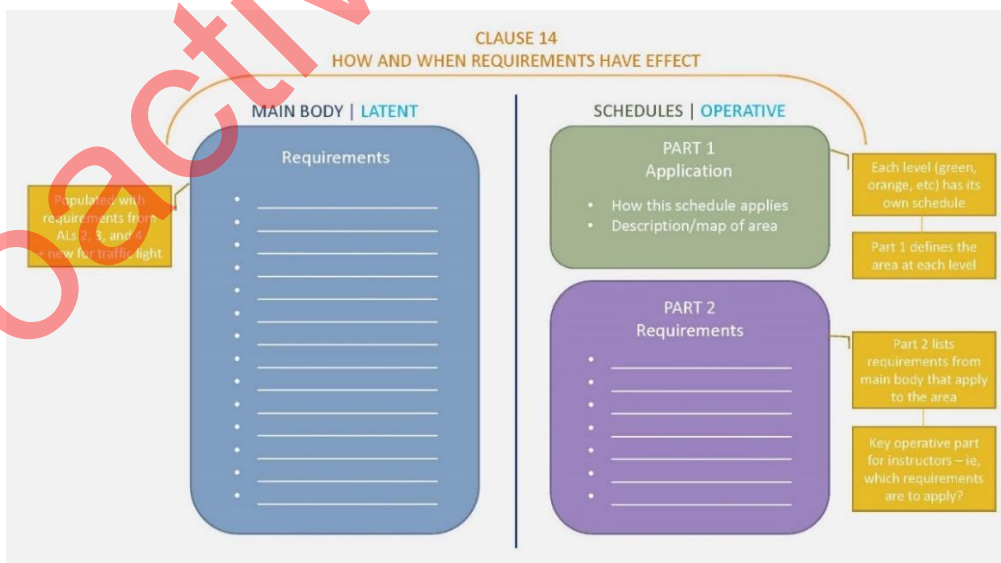 CLAUSE 14
HOW AND WHEN REQUIREMENTS HAVE EFFECT
MAIN BODY | LATENT
Requirements
Populated with
requirements from
ALs 2, 3, and 4
+ new for traffic light
SCHEDULES | OPERATIVE
PART 1
Application
• How this schedule applies
• Description/map of area
Each level (green,
orange, etc) has its
own schedule
Part 1 defines the
area at each level
PART 2
Requirements
Part 2 lists
requirements from
main body that apply
to the area
Key operative part
for instructors – ie,
which requirements
are to apply?